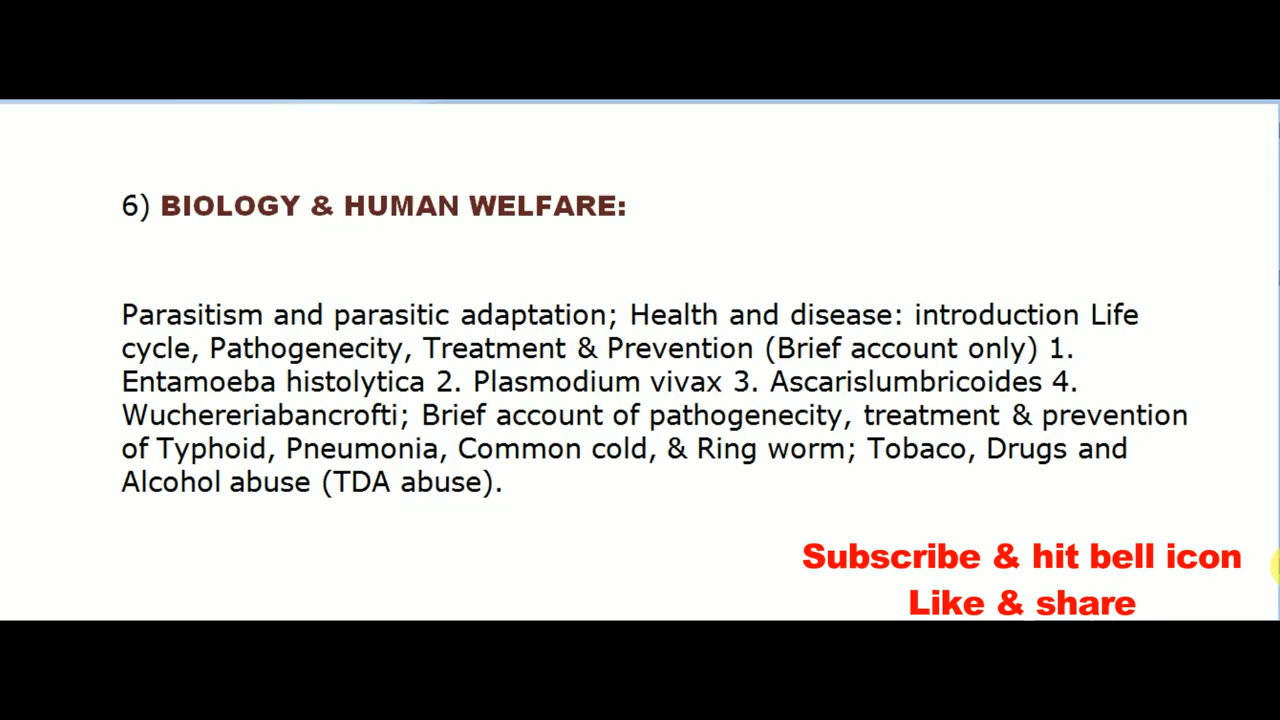 6) BIOLOGY & HUMAN WELFARE:
Parasitism and parasitic adaptation; Health and disease: introduction Life
cycle, Pathogenecity, Treatment & Prevention (Brief account only) 1.
Entamoeba histolytica 2. Plasmodium vivax 3. Ascarislumbricoides 4.
Wuchereriabancrofti; Brief account of pathogenecity, treatment & prevention
of Typhoid, Pneumonia, Common cold, & Ring worm; Tobaco, Drugs and
Alcohol abuse (TDA abuse).
Subscribe & hit bell icon
Like & share